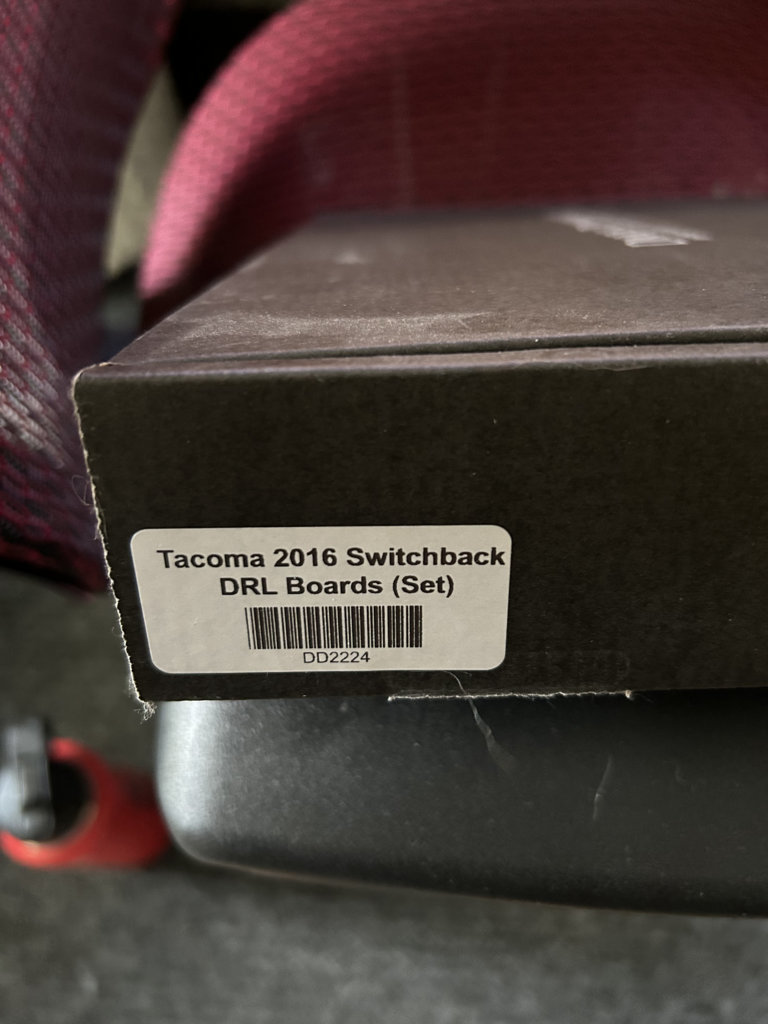 Tacoma 2016 Switchback
DRL Boards (Set)
DD2224